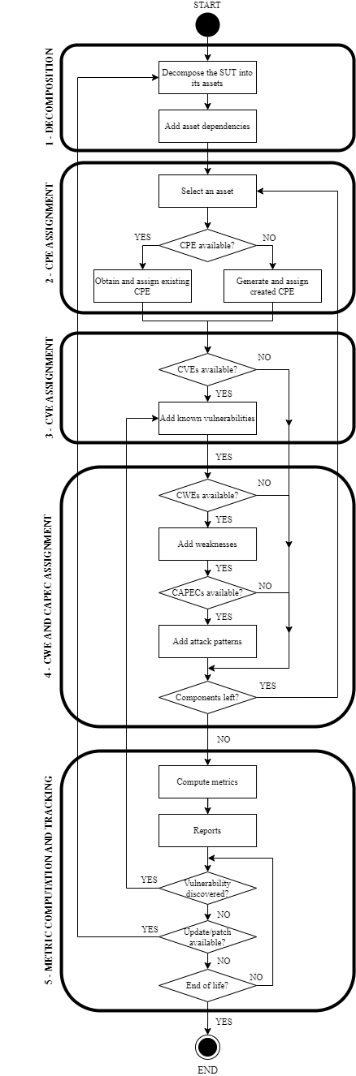 START
1 - DECOMPOSITION
Decompose the SUT into
its assets
Add asset dependencies
2 - CPE ASSIGNMENT
Select an asset
YES
CPE available?
NO
Obtain and assign existing
CPE
Generate and assign
created CPE
3 - CVE ASSIGNMENT
CVEs available?
NO
YES
Add known vulnerabilities
YES
4 - CWE AND CAPEC ASSIGNMENT
CWEs available?
NO
YES
Add weaknesses
YES
CAPECs available?
NO
YES
Add attack patterns
Components left?
YES
NO
5 - METRIC COMPUTATION AND TRACKING
Compute metrics
Reports
YES
Vulnerability
discovered?
NO
YES
Update/patch
available?
NO
End of life?
NO
YES
END